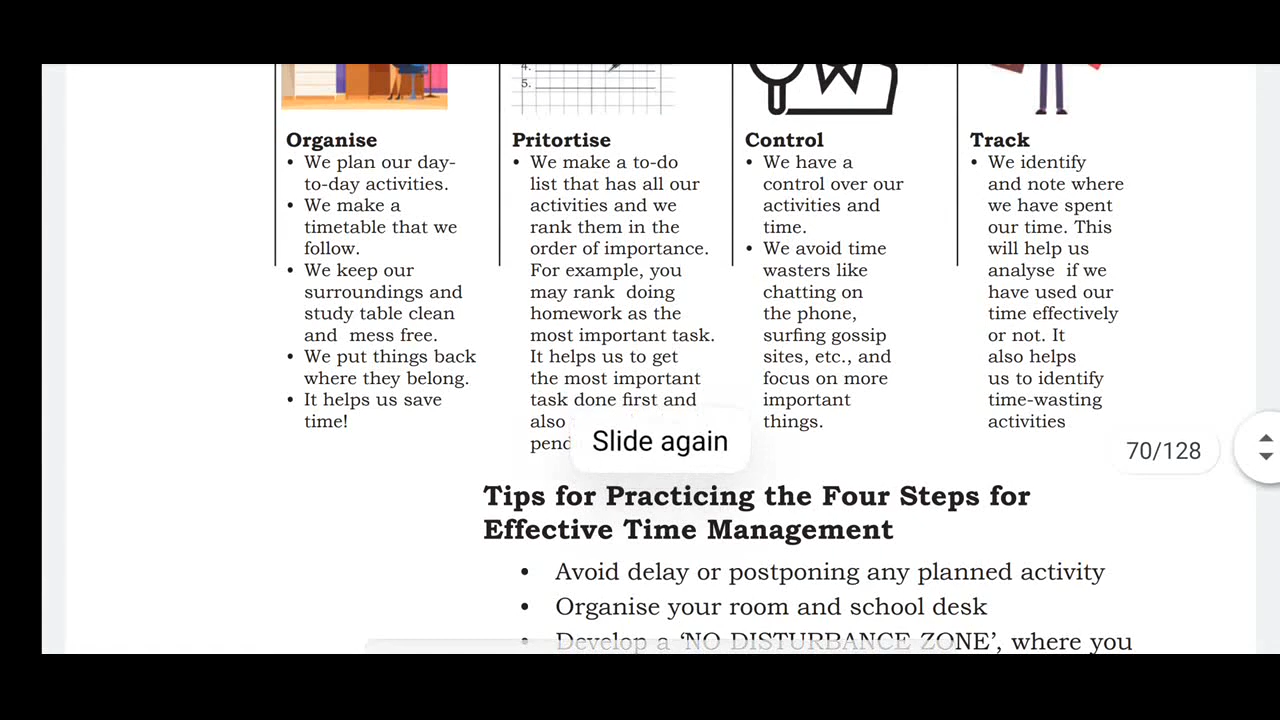 4.
5.
Organise
• We plan our day-
to-day activities.
• We make a
timetable that we
follow.
• We keep our
surroundings and
study table clean
and mess free.
• We put things back
where they belong.
• It helps us save
time!
Pritortise
• We make a to-do
list that has all our
activities and we
rank them in the
order of importance.
For example, you
may rank doing
homework as the
most important task.
It helps us to get
the most important
task done first and
also
Control
• We have a
control over our
activities and
time.
• We avoid time
wasters like
chatting on
the phone,
surfing gossip
sites, etc., and
focus on more
important
things.
Track
• We identify
and note where
we have spent
our time. This
will help us
analyse if we
have used our
time effectively
or not. It
also helps
us to identify
time-wasting
activities
Slide again
70/128
Tips for Practicing the Four Steps for
Effective Time Management
• Avoid delay or postponing any planned activity
• Organise your room and school desk
• Develop a ‘NO DISTURBANCE ZONE’, where you